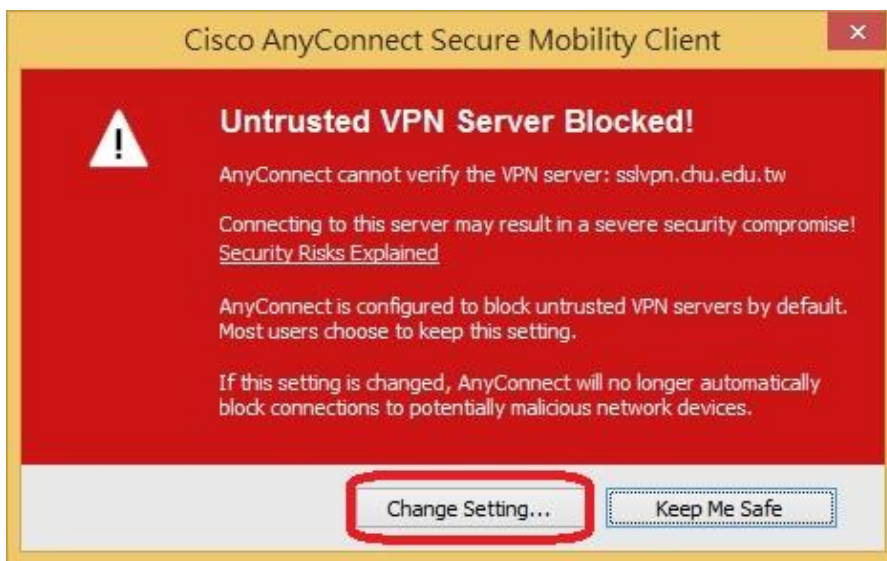 Cisco AnyConnect Secure Mobility Client
Untrusted VPN Server Blocked!
AnyConnect cannot verify the VPN server: sslvpn.chu.edu.tw
Connecting to this server may result in a severe security compromise!
Security Risks Explained
AnyConnect is configured to block untrusted VPN servers by default.
Most users choose to keep this setting.
If this setting is changed, AnyConnect will no longer automatically
block connections to potentially malicious network devices.
Change Setting... Keep Me Safe